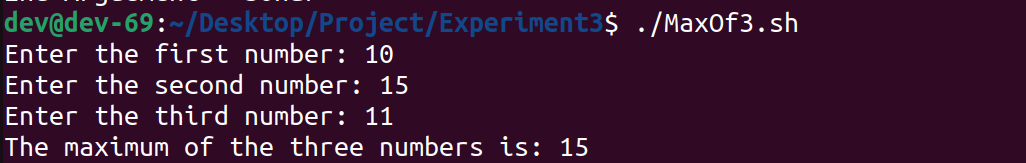 dev@dev-69:~/Desktop/Project/Experiment3$ ./MaxOf3.sh
Enter the first number: 10
Enter the second number: 15
Enter the third number: 11
The maximum of the three numbers is: 15